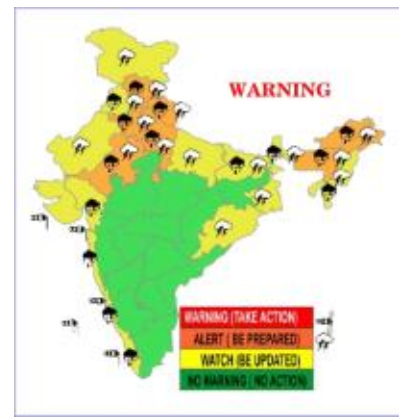 WARNING
WARNING (TAKE ACTION)
ALERT ( BE PREPARED)
WATCH (BE UPDATED)
NO WARNING ( NO ACTION)